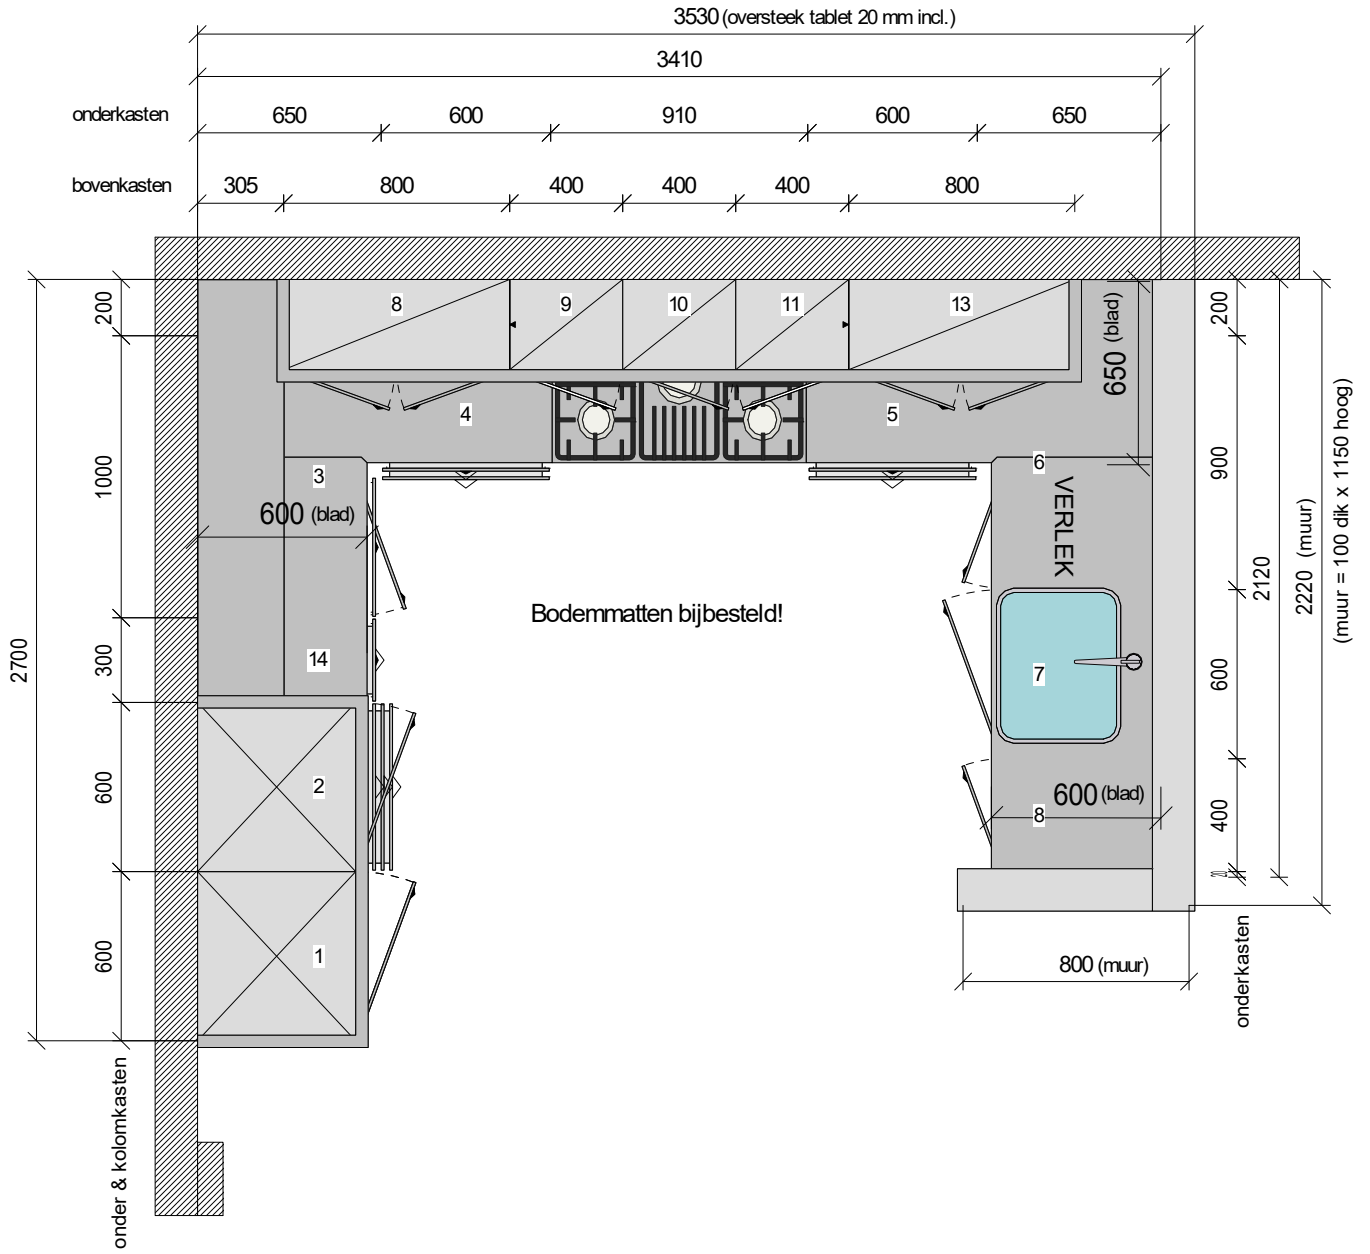 3530 (oversteek tablet 20 mm incl.)
3410
onderkasten 650 600 910 600 650
bovenkasten 305 800 400 400 400 800
8 9 10 11 13
200
200
650 (blad)
4 5
3 6
1000
900
600 (blad)
VERLEK
2120
2220 (muur)
(muur = 100 dik x 1150 hoog)
Bodemmatten bijbesteld!
2700
300
14
7
600
600
2
600 (blad)
8
400
600
1
800 (muur)
onderkasten
onder & kolomkasten